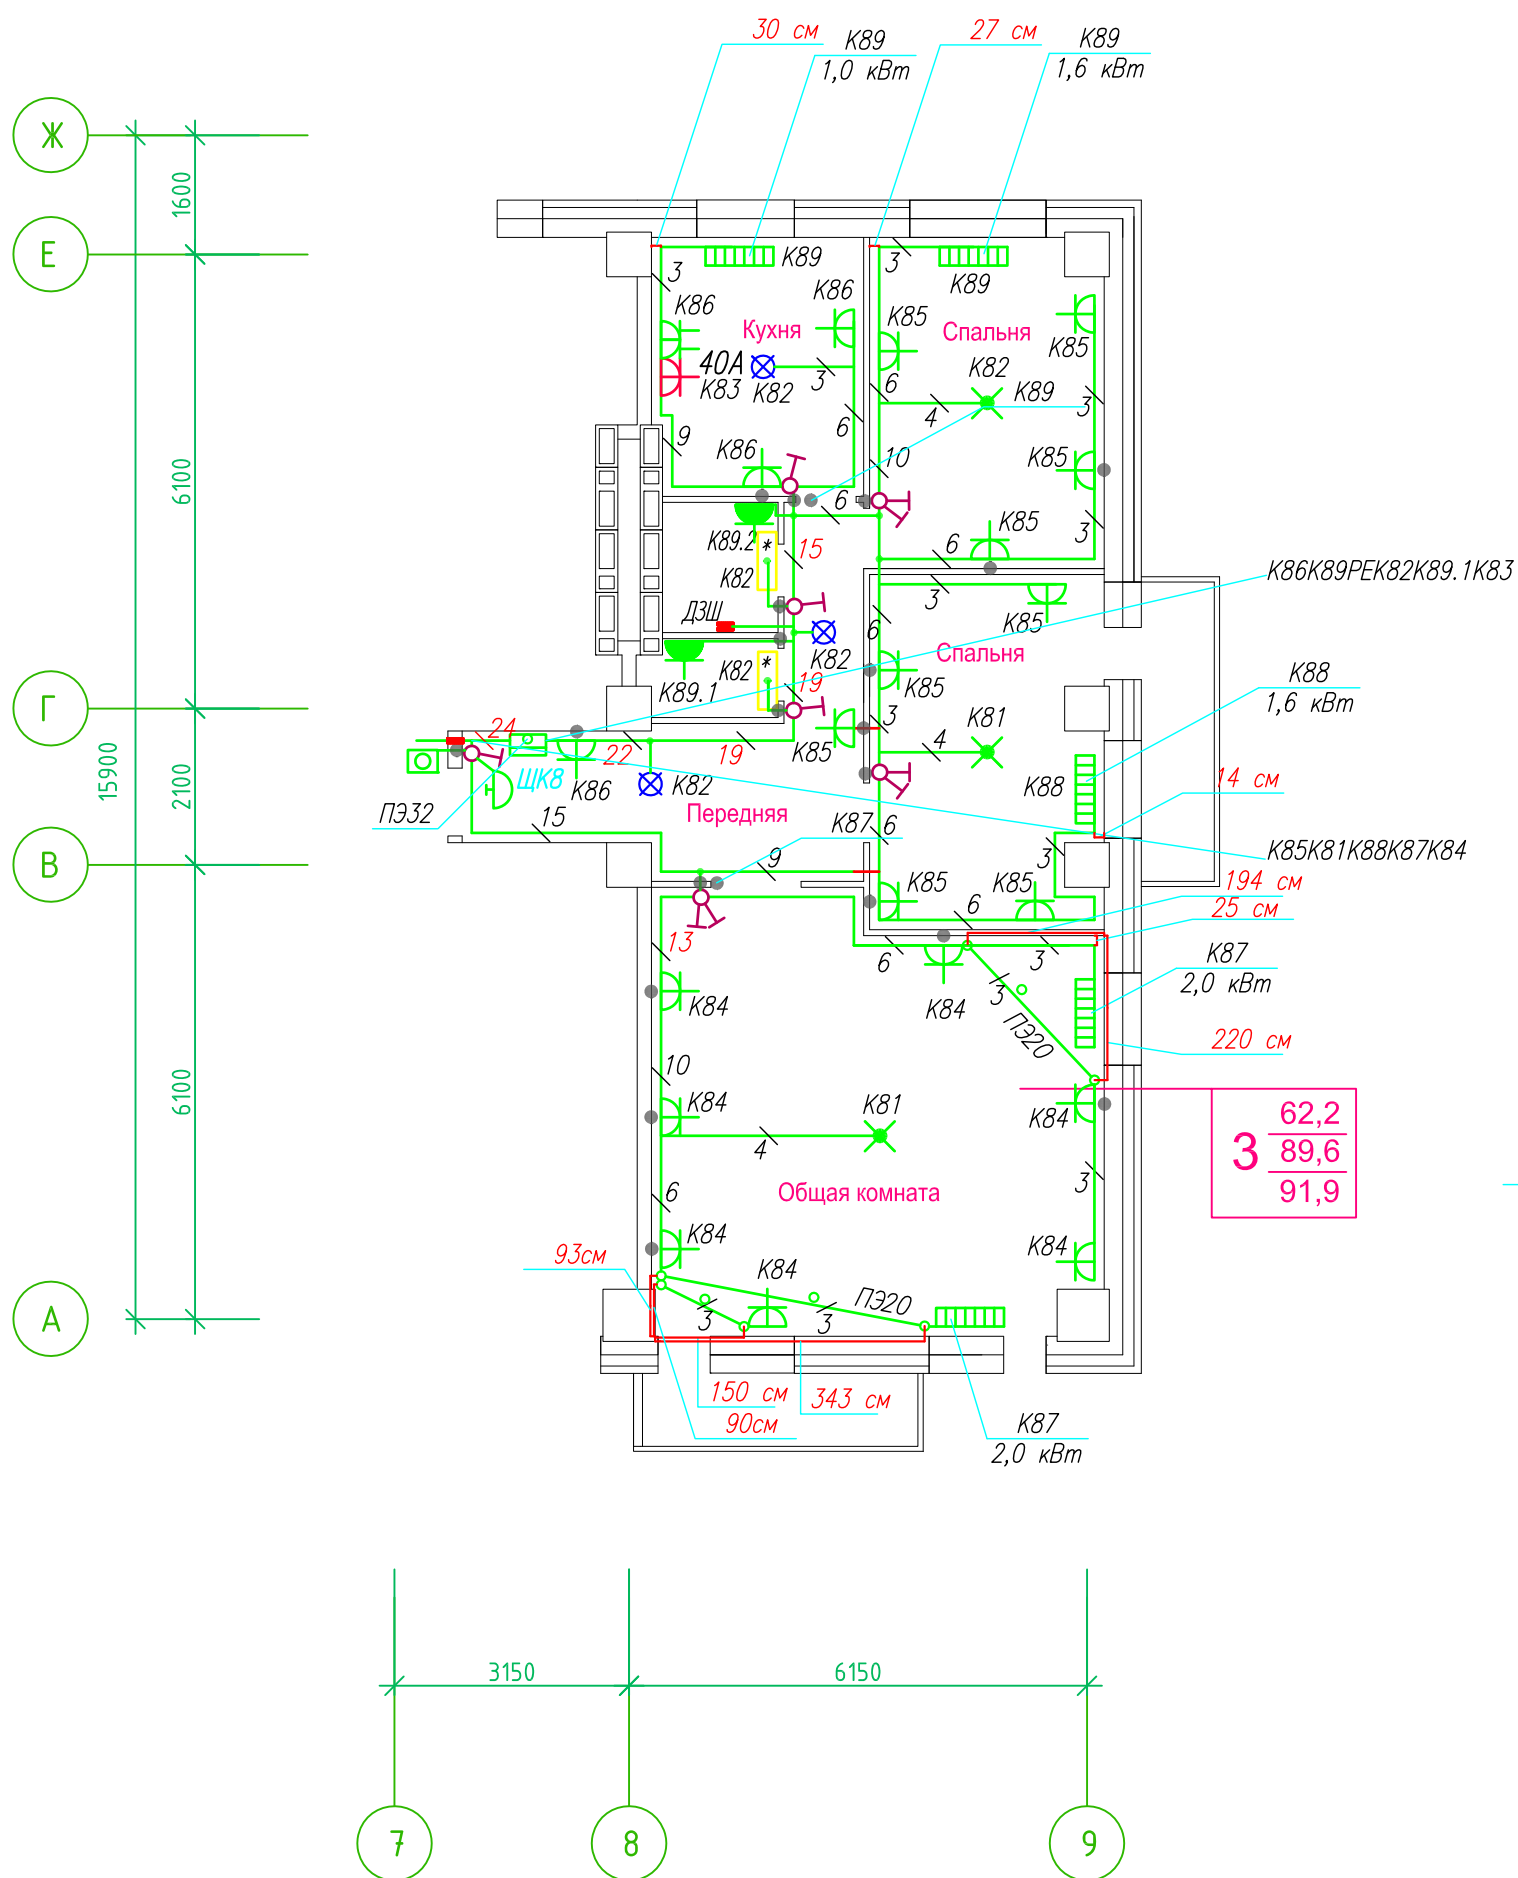 30 см
К89
1,0 кВт
27 см
К89
1,6 кВт
Ж
1600
Е
3
К89
К86
К86
Кухня
40А
К83
К82
3
6
9
К86
3
К89
К85
Спальня
К85
К82
К89
6
4
3
10
К85
6
К85
6
3
6100
К89.2
*
15
К82
ДЗШ
К82
К89.1
К82
*
19
К86К89РЕК82К89.1К83
3
К85
6
Спальня
К85
3
К85
К81
4
К88
1,6 кВт
К88
14 см
Г
24
22
19
ЩК8
К86
К82
ПЭ32
15
Передняя
К87
6
3
К85К81К88К87К84
15900
2100
В
9
К85
К85
194 см
25 см
6
13
6
3
К84
К84
3
ПЭ20
К87
2,0 кВт
220 см
10
К84
К81
4
К84
3
62,2
89,6
91,9
6100
3
6
Общая комната
К84
К84
К84
93см
3
3
ПЭ20
А
150 см
343 см
90см
К87
2,0 кВт
3150
6150
7
8
9